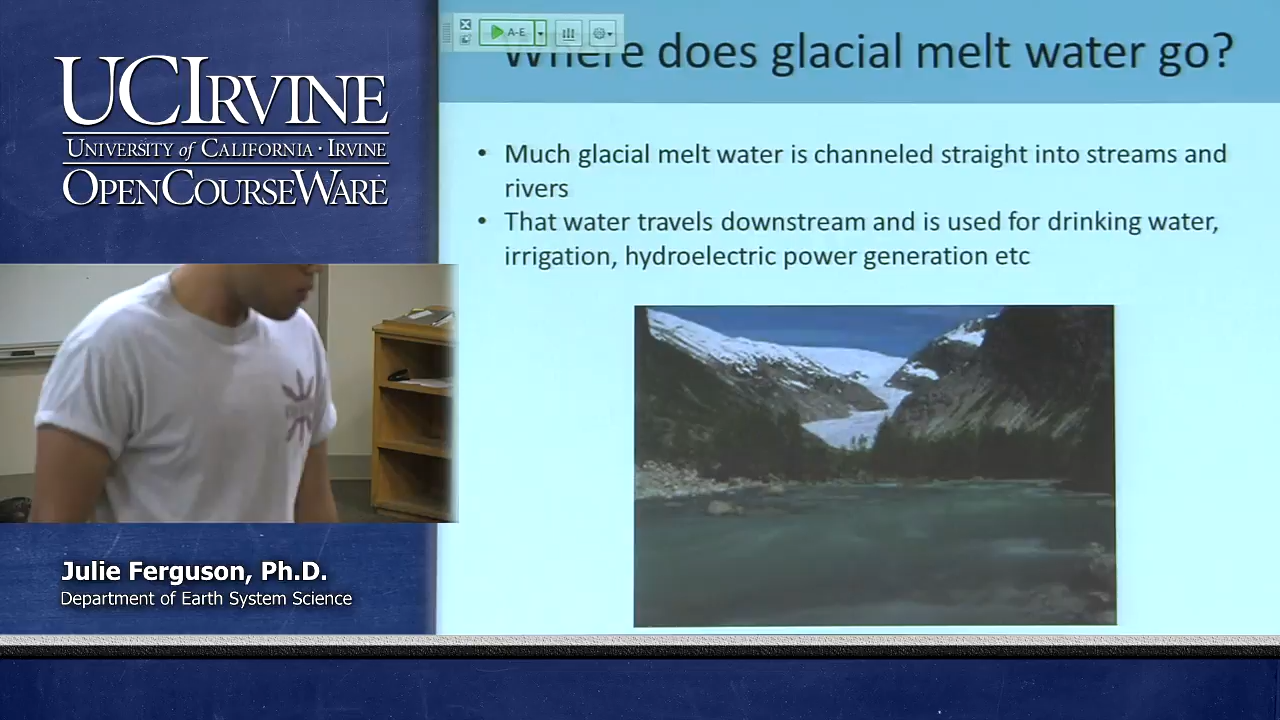 UCIRVINE
UNIVERSITY of CALIFORNIA · IRVINE
OPENCOURSEWARE
A-E
Where does glacial melt water go?
• Much glacial melt water is channeled straight into streams and
rivers
• That water travels downstream and is used for drinking water,
irrigation, hydroelectric power generation etc
Julie Ferguson, Ph.D.
Department of Earth System Science